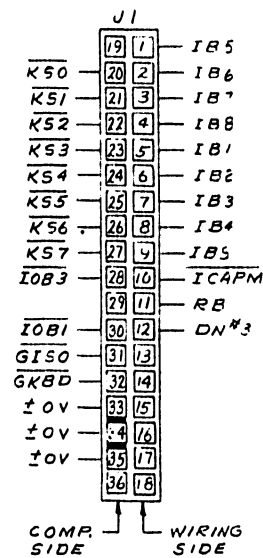 J1
19 1 IB5
KS0 20 2 IB6
KS1 21 3 IB7
KS2 22 4 IB8
KS3 23 5 IB1
KS4 24 6 IB2
KS5 25 7 IB3
KS6 26 8 IB4
KS7 27 9 IBS
IOB3 28 10 ICAPM
29 11 RB
IOB1 30 12 DN#3
GISO 31 13
GKBD 32 14
±0V 33 15
±0V 34 16
±0V 35 17
36 18
COMP. SIDE WIRING SIDE